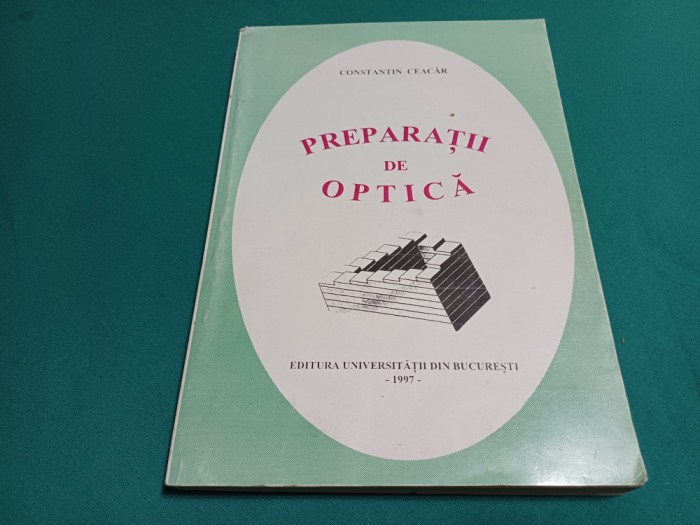 CONSTANTIN CEACĂR
PREPARAȚII
DE
OPTICĂ
EDITURA UNIVERSITĂȚII DIN BUCUREȘTI
- 1997 -